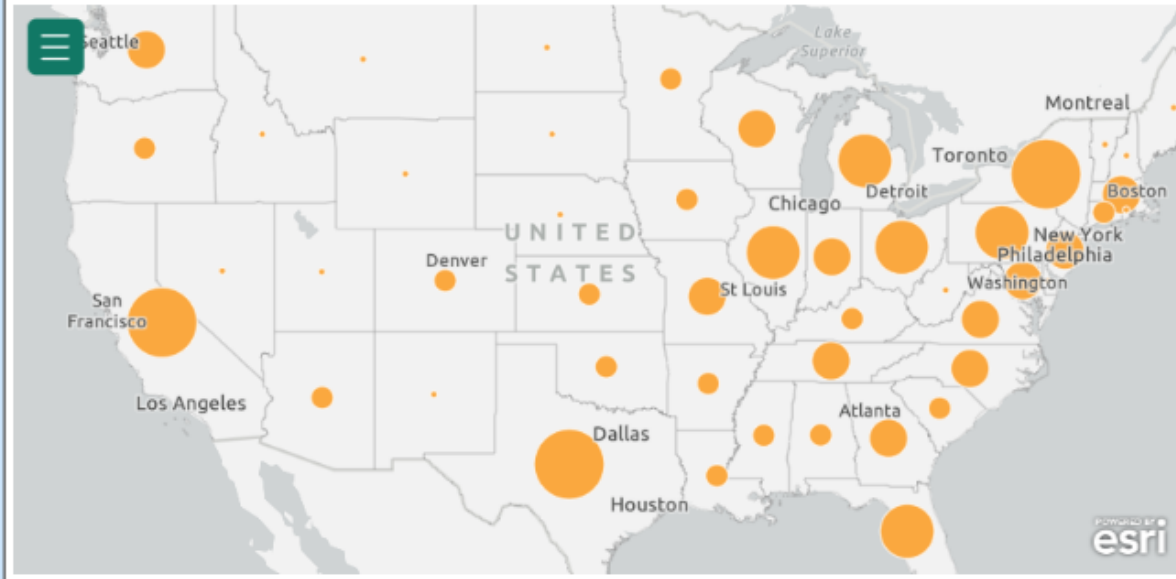 Seattle
Lake
Superior
Montreal
Toronto
Detroit
Boston
Chicago
UNITED
New York
Denver
Philadelphia
STATES
St Louis
Washington
San
Francisco
Los Angeles
Atlanta
Dallas
Houston
POWERED BY
esri